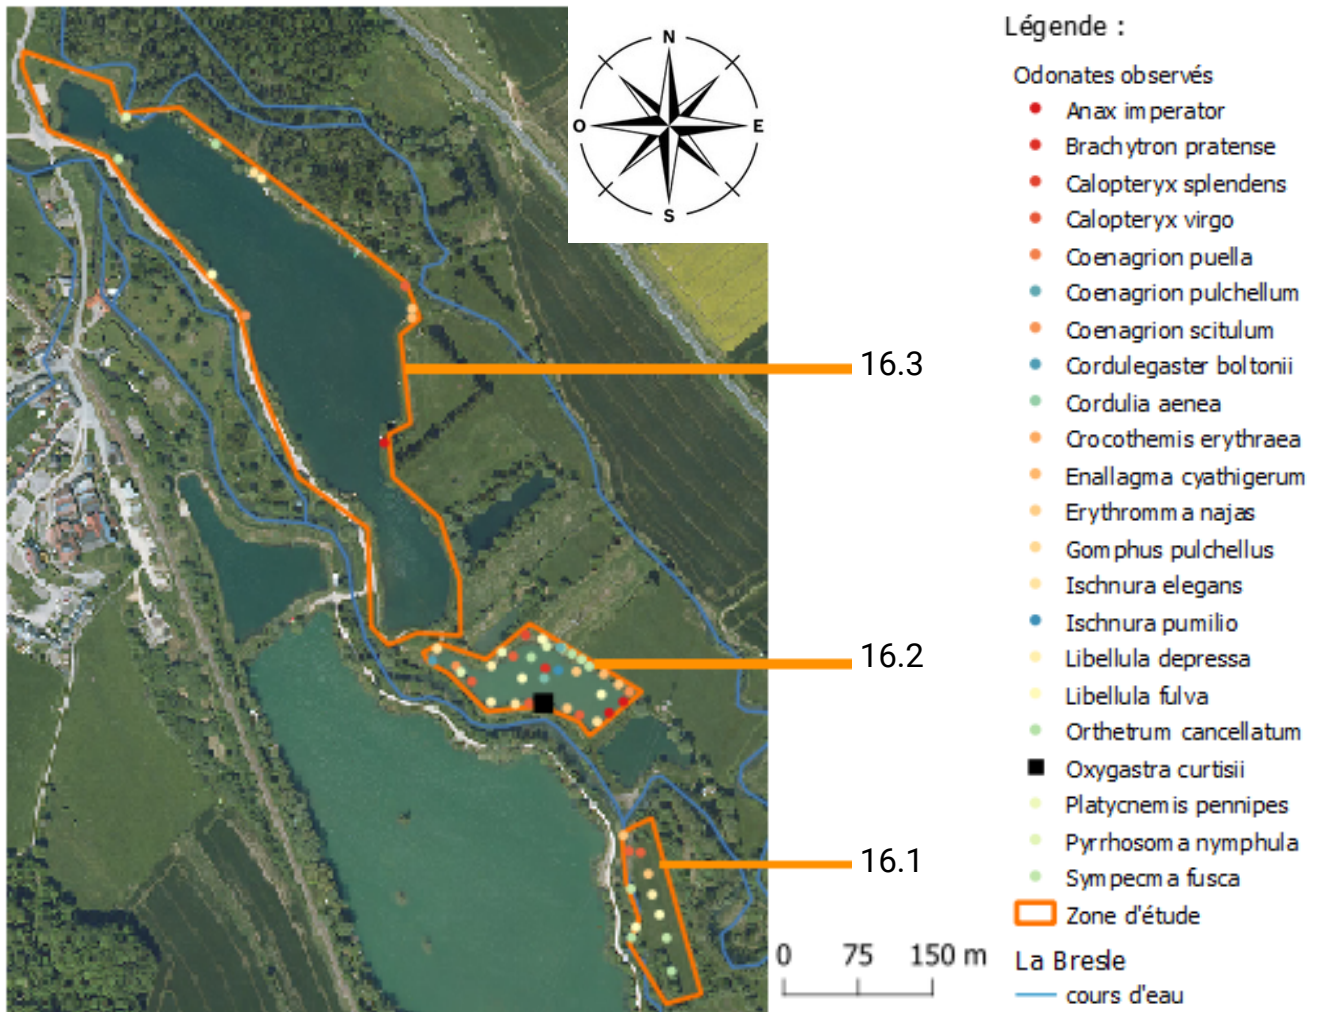 N
O
E
S
16.3
16.2
16.1
0 75 150 m
Légende :
Odonates observés
Anax imperator
Brachytron pratense
Calopteryx splendens
Calopteryx virgo
Coenagrion puella
Coenagrion pulchellum
Coenagrion scitulum
Cordulegaster boltonii
Cordulia aenea
Crocothemis erythraea
Enallagma cyathigerum
Erythromma najas
Gomphus pulchellus
Ischnura elegans
Ischnura pumilio
Libellula depressa
Libellula fulva
Orthetrum cancellatum
Oxygastra curtisii
Platycnemis pennipes
Pyrrhosoma nymphula
Sympecma fusca
Zone d'étude
La Bresle
cours d'eau